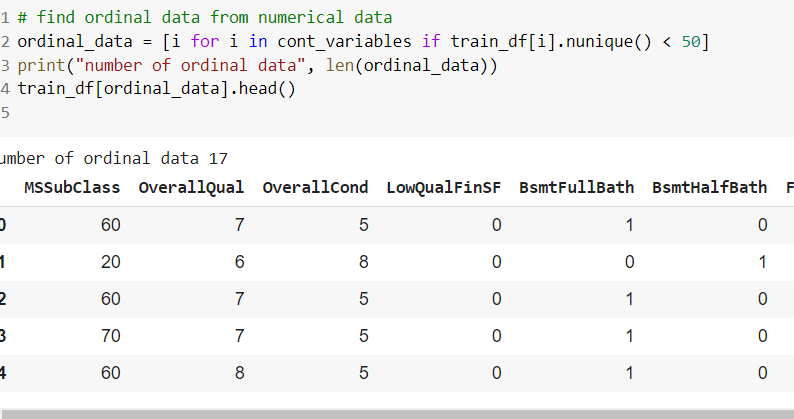 1 # find ordinal data from numerical data
2 ordinal_data = [i for i in cont_variables if train_df[i].nunique() < 50]
3 print("number of ordinal data", len(ordinal_data))
4 train_df[ordinal_data].head()
5
umber of ordinal data 17
MSSubClass OverallQual OverallCond LowQualFinSF BsmtFullBath BsmtHalfBath F
0 60 7 5 0 1 0
1 20 6 8 0 0 1
2 60 7 5 0 1 0
3 70 7 5 0 1 0
4 60 8 5 0 1 0